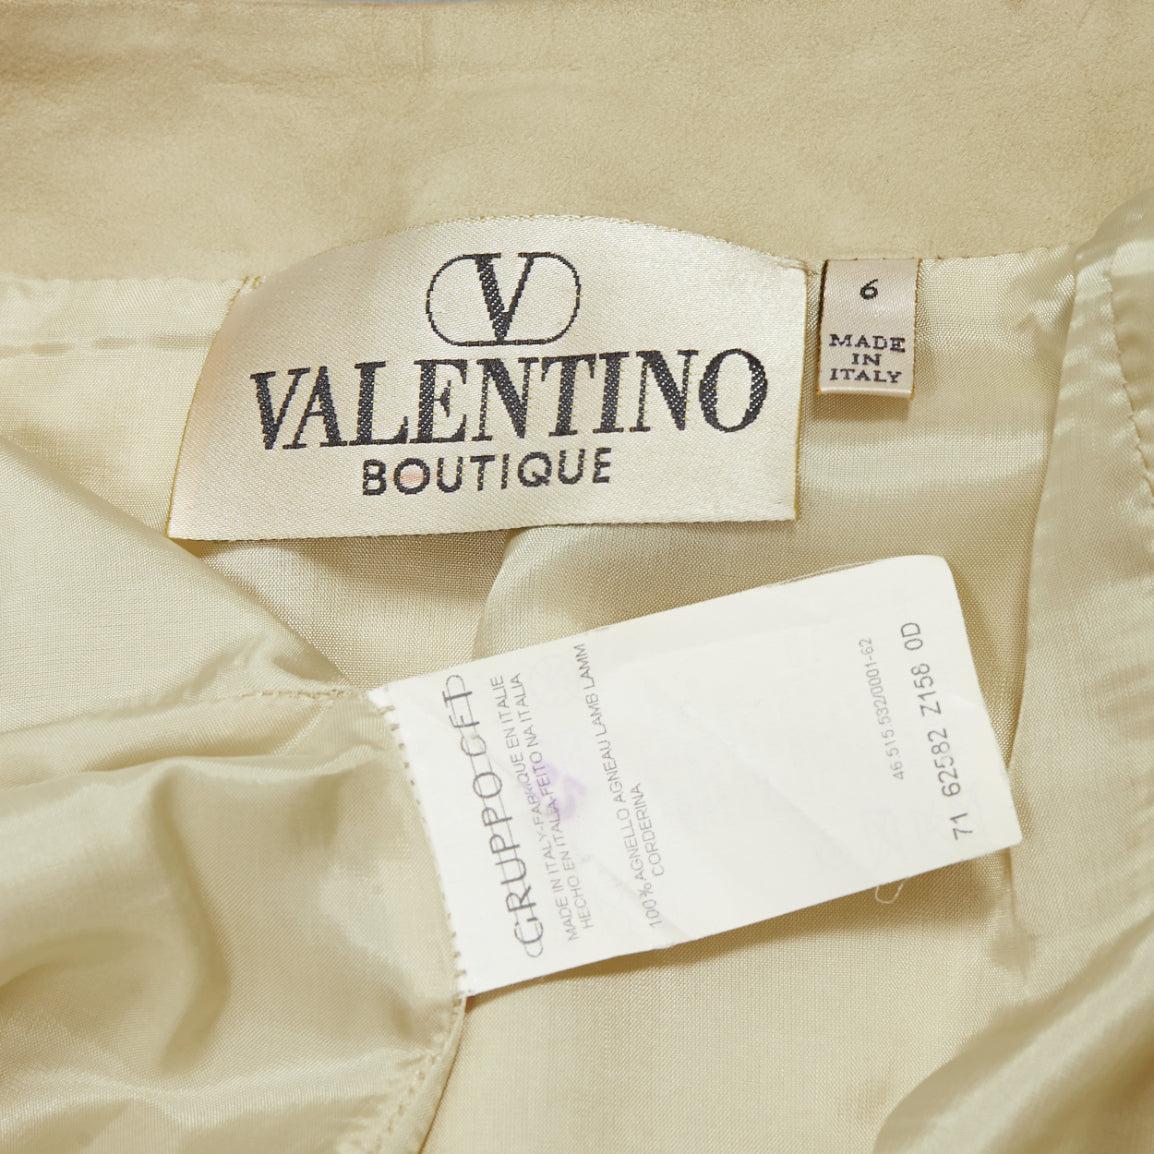 V
VALENTINO
BOUTIQUE
6
MADE
IN
ITALY
GRUPPO GFT
MADE IN ITALY-FABRIQUE EN ITALIE
HECHO EN ITALIA-FEITO NA ITALIA
100% AGNELLO AGNEAU LAMB LAMM
CORDERINA
46.515.532/0001-62
71 62582 Z158 0D